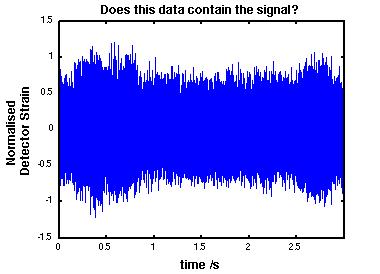 Does this data contain the signal?
1.5
1
0.5
0
-0.5
-1
-1.5
Normalised
Detector Strain
0 0.5 1 1.5 2 2.5
time /s